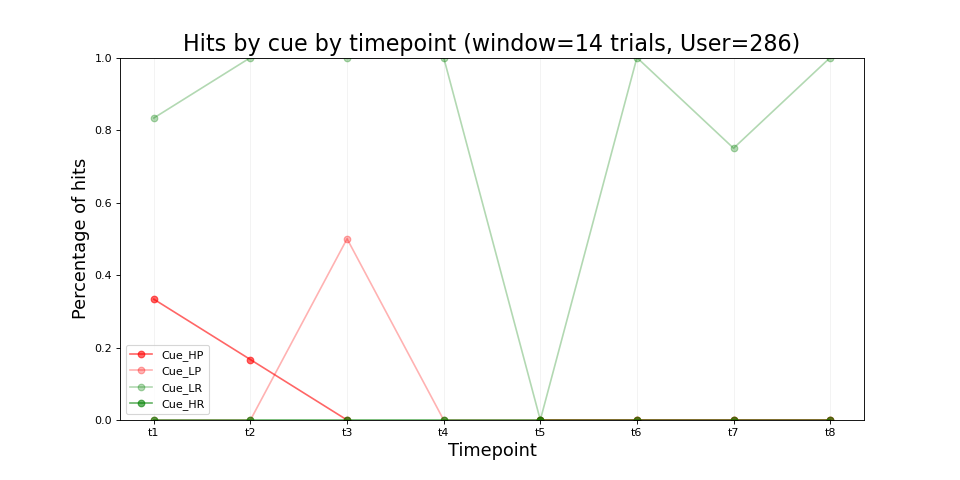 Hits by cue by timepoint (window=14 trials, User=286)
Percentage of hits
1.0
0.8
0.6
0.4
0.2
0.0
Cue_HP
Cue_LP
Cue_LR
Cue_HR
t1 t2 t3 t4 t5 t6 t7 t8
Timepoint